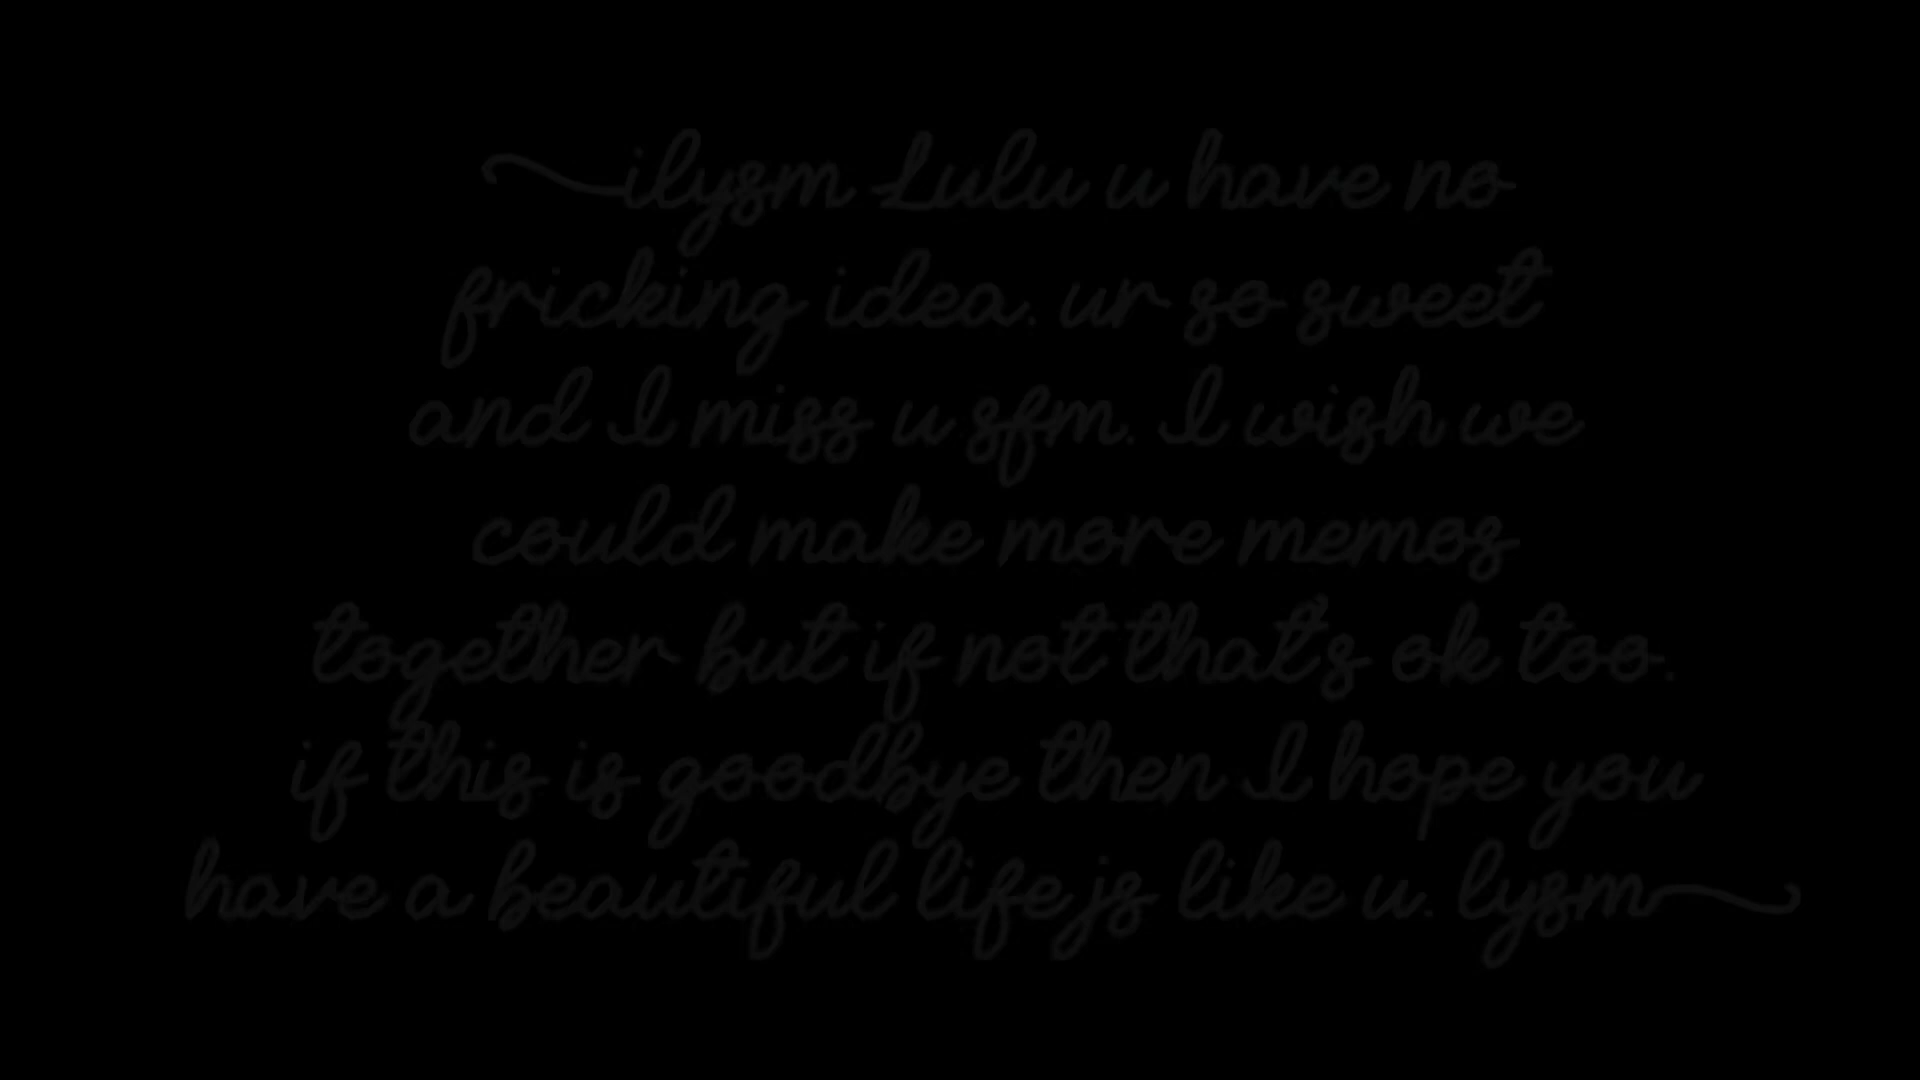 ilysm Lulu u have no
fricking idea. ur so sweet
and I miss u sfm. I wish we
could make more memos
together but if not that's ok too.
if this is goodbye then I hope you
have a beautiful life js like u. lysm